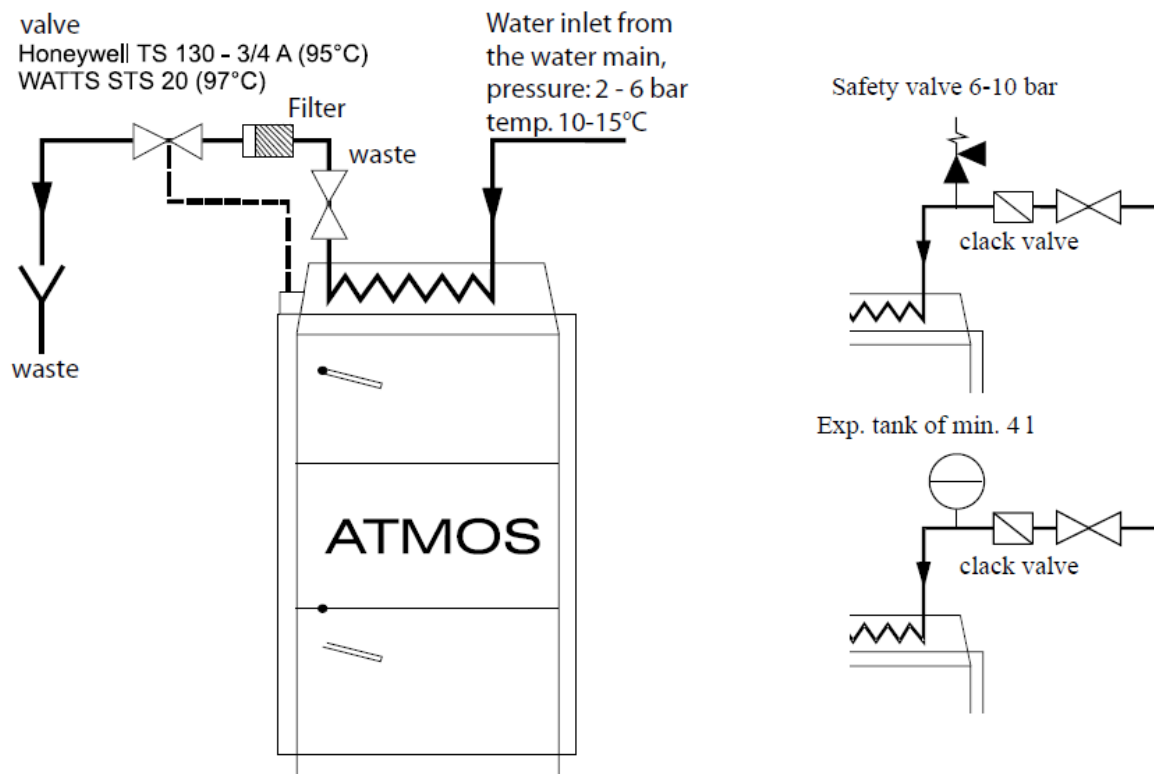 valve
Honeywell TS 130 - 3/4 A (95°C)
WATTS STS 20 (97°C)
Filter
waste
waste
Water inlet from
the water main,
pressure: 2 - 6 bar
temp. 10-15°C
ATMOS
Safety valve 6-10 bar
clack valve
Exp. tank of min. 4 l
clack valve